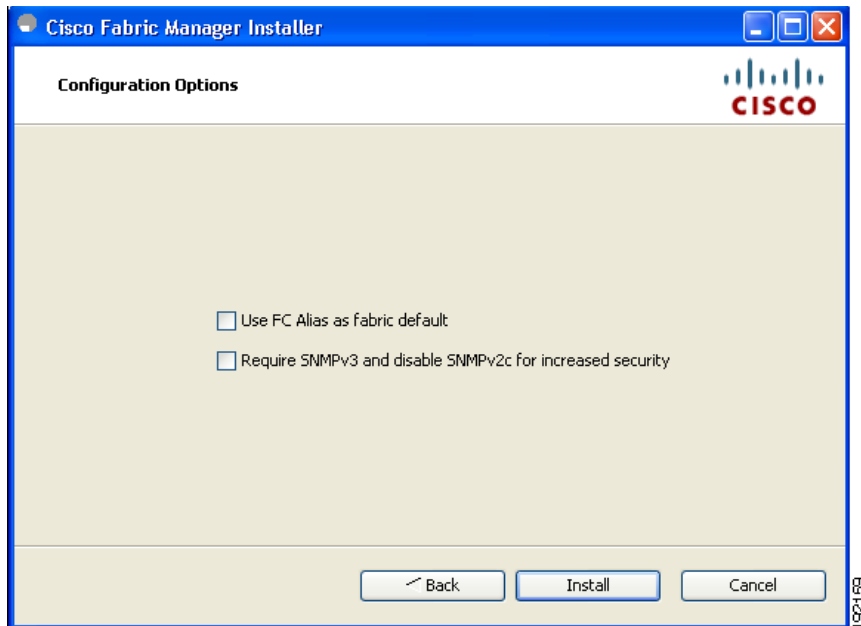 Cisco Fabric Manager Installer
Configuration Options
CISCO
Use FC Alias as fabric default
Require SNMPv3 and disable SNMPv2c for increased security
Back
Install
Cancel
192169